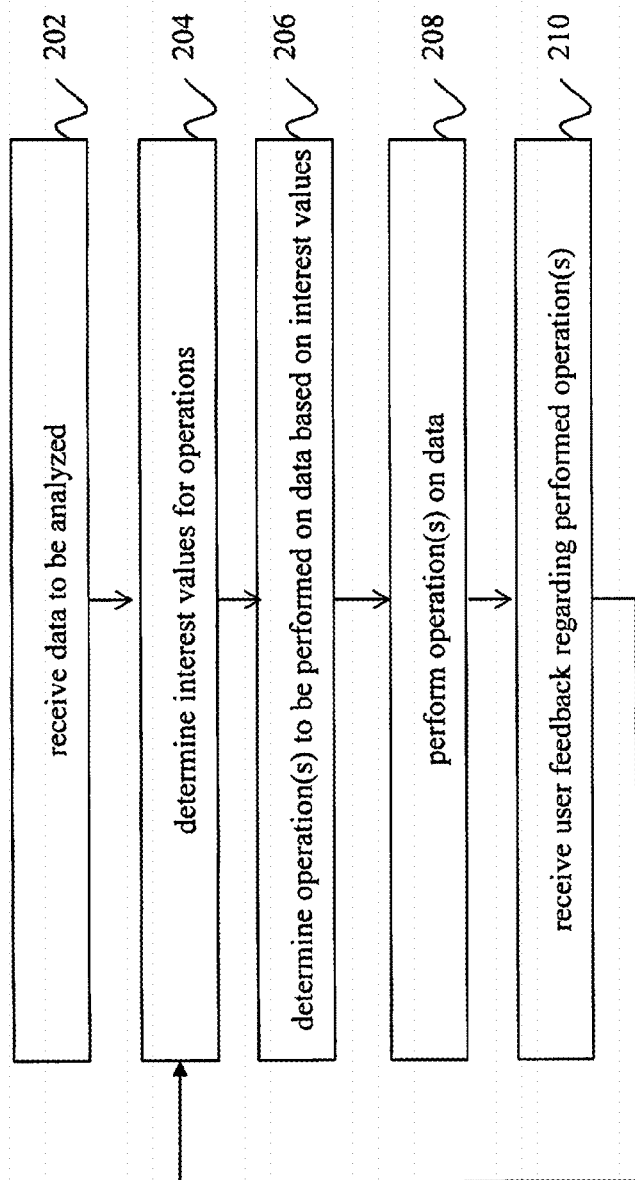 receive data to be analyzed
202
determine interest values for operations
204
determine operation(s) to be performed on data based on interest values
206
perform operation(s) on data
208
receive user feedback regarding performed operation(s)
210